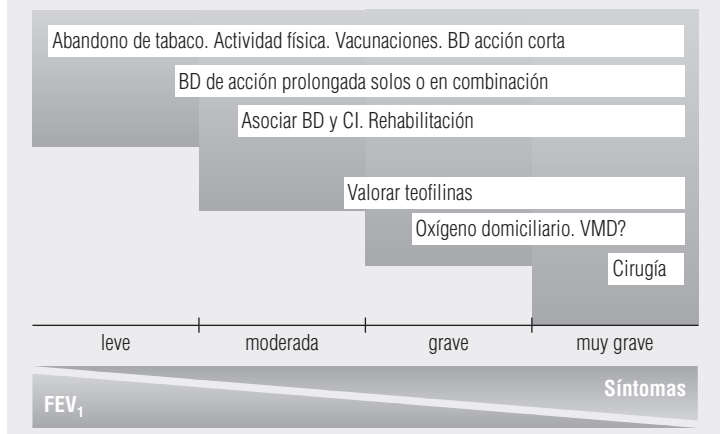 Abandono de tabaco. Actividad física. Vacunaciones. BD acción corta
BD de acción prolongada solos o en combinación
Asociar BD y CI. Rehabilitación
Valorar teofilinas
Oxígeno domiciliario. VMD?
Cirugía
leve moderada grave muy grave
Síntomas
FEV₁